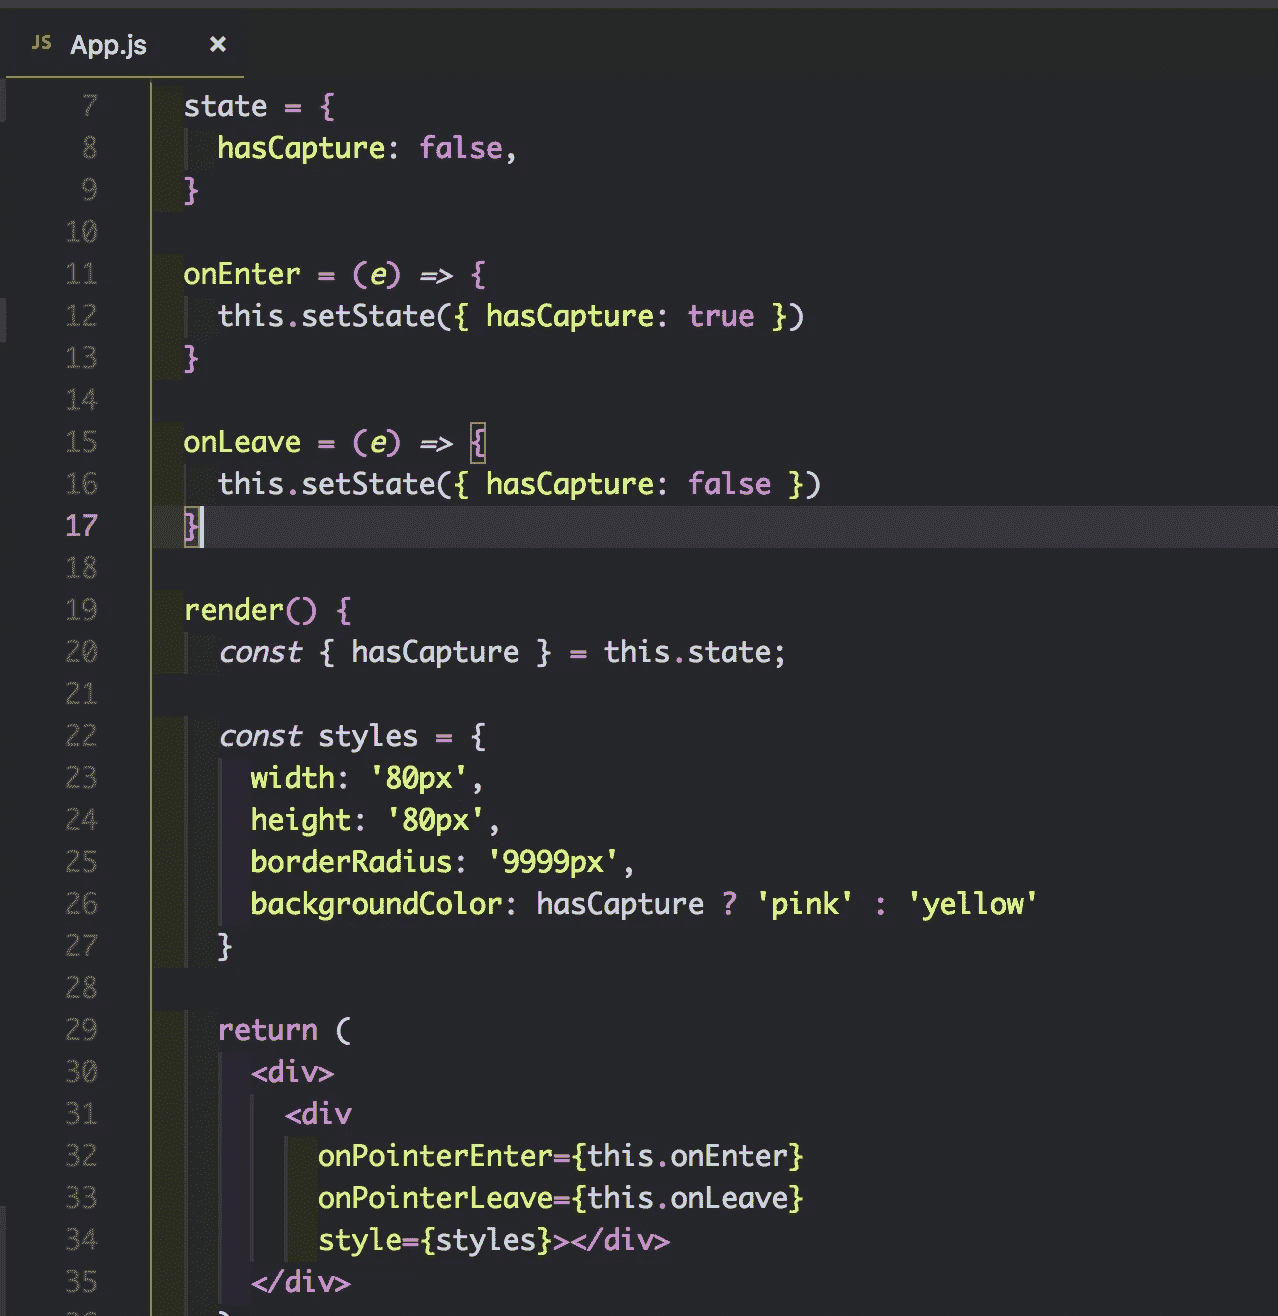 JS App.js ×
7 state = {
8 hasCapture: false,
9 }
10
11 onEnter = (e) => {
12 this.setState({ hasCapture: true })
13 }
14
15 onLeave = (e) => {
16 this.setState({ hasCapture: false })
17 }
18
19 render() {
20 const { hasCapture } = this.state;
21
22 const styles = {
23 width: '80px',
24 height: '80px',
25 borderRadius: '9999px',
26 backgroundColor: hasCapture ? 'pink' : 'yellow'
27 }
28
29 return (
30 <div>
31 <div
32 onPointerEnter={this.onEnter}
33 onPointerLeave={this.onLeave}
34 style={styles}></div>
35 </div>